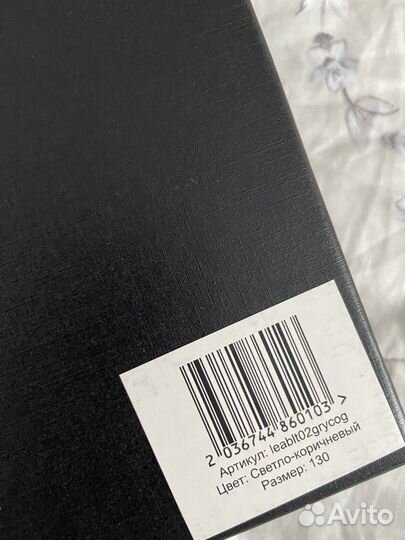 2 036744 860103 >
Артикул: leablt02grycog
Цвет: Светло-коричневый
Размер: 130
Avito